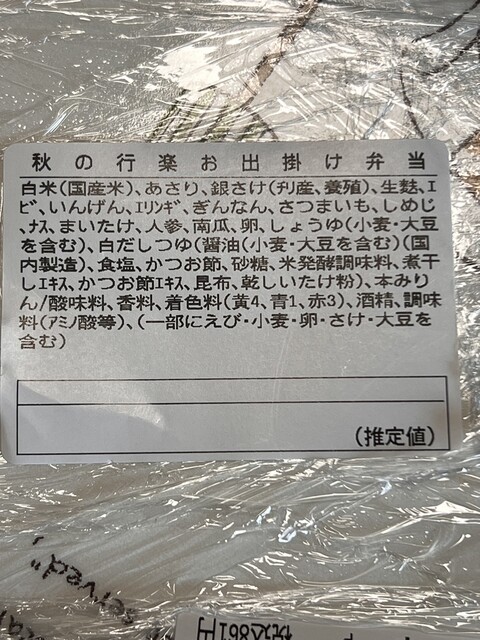 秋の行楽お出掛け弁当
白米(国産米)、あさり、銀さけ(チリ産、養殖)、生麩、エ
ビ、いんげん、エリンギ、ぎんなん、さつまいも、しめじ
、ナス、まいたけ、人参、南瓜、卵、しょうゆ(小麦・大豆
を含む)、白だしつゆ(醤油(小麦・大豆を含む)(国
内製造)、食塩、かつお節、砂糖、米発酵調味料、煮干
しエキス、かつお節エキス、昆布、乾しいたけ粉)、本みり
ん/酸味料、香料、着色料(黄4、青1、赤3)、酒精、調味
料(アミノ酸等)、(一部にえび・小麦・卵・さけ・大豆を
含む)
(推定値)
served"
税込861円